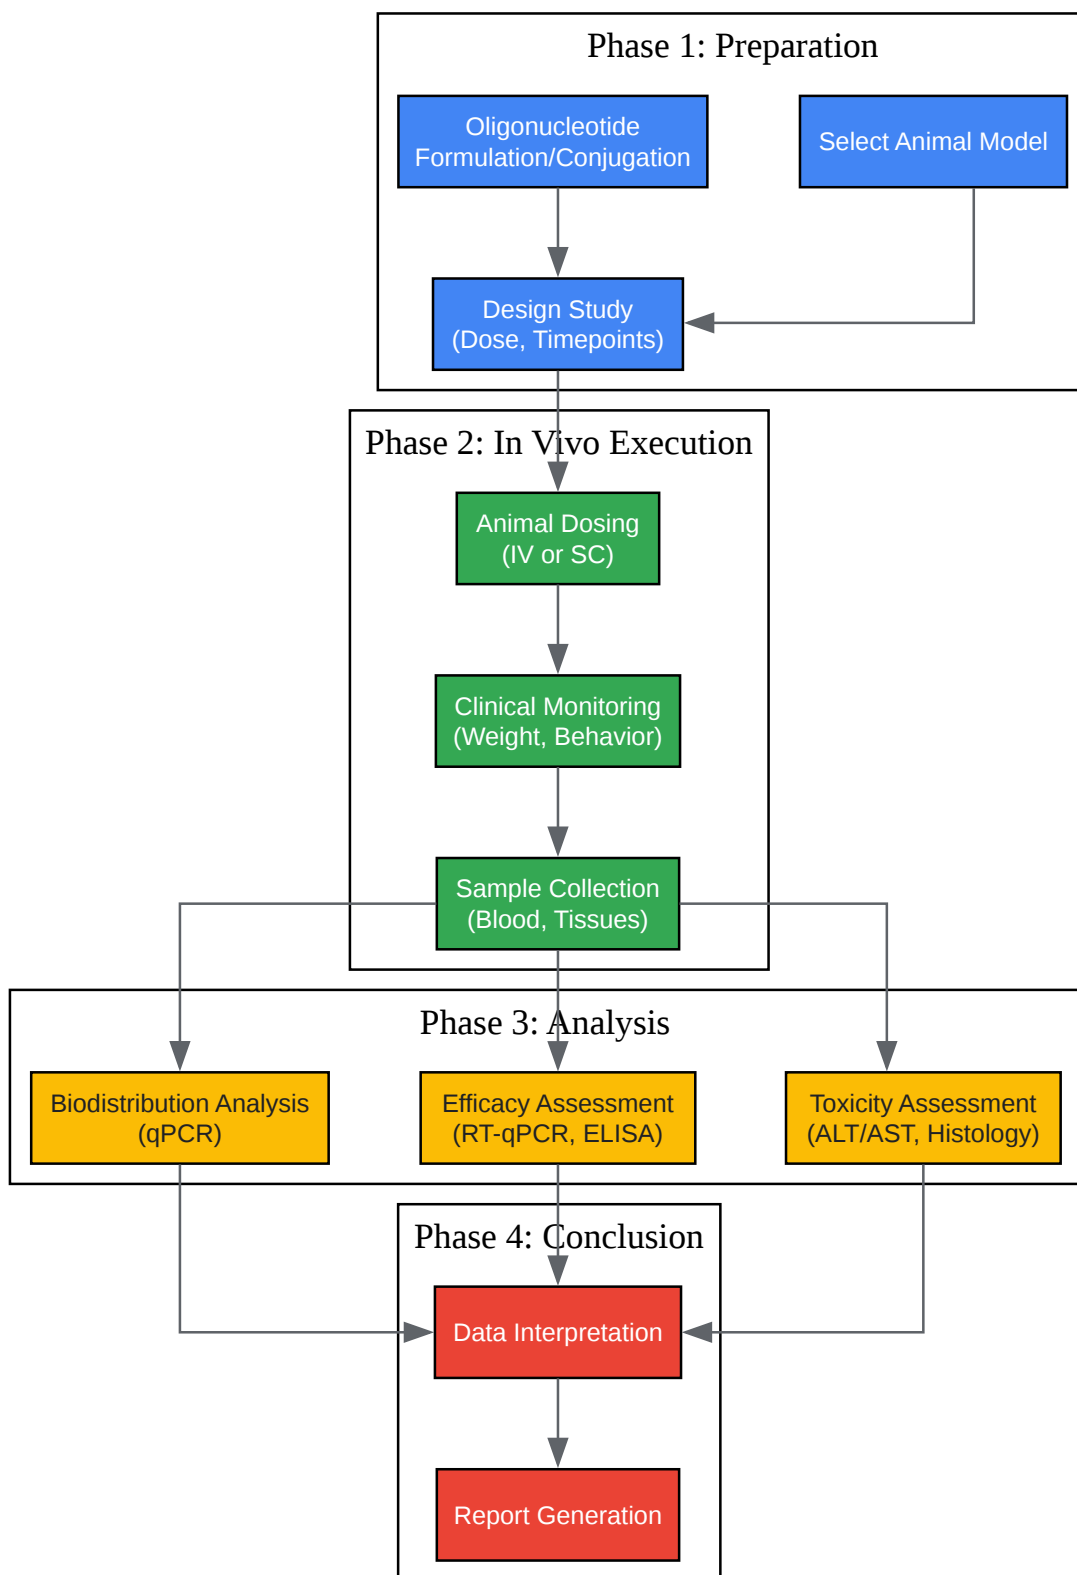 Phase 1: Preparation
Oligonucleotide
Formulation/Conjugation
Select Animal Model
Design Study
(Dose, Timepoints)
Phase 2: In Vivo Execution
Animal Dosing
(IV or SC)
Clinical Monitoring
(Weight, Behavior)
Sample Collection
(Blood, Tissues)
Phase 3: Analysis
Biodistribution Analysis
(qPCR)
Efficacy Assessment
(RT-qPCR, ELISA)
Toxicity Assessment
(ALT/AST, Histology)
Phase 4: Conclusion
Data Interpretation
Report Generation